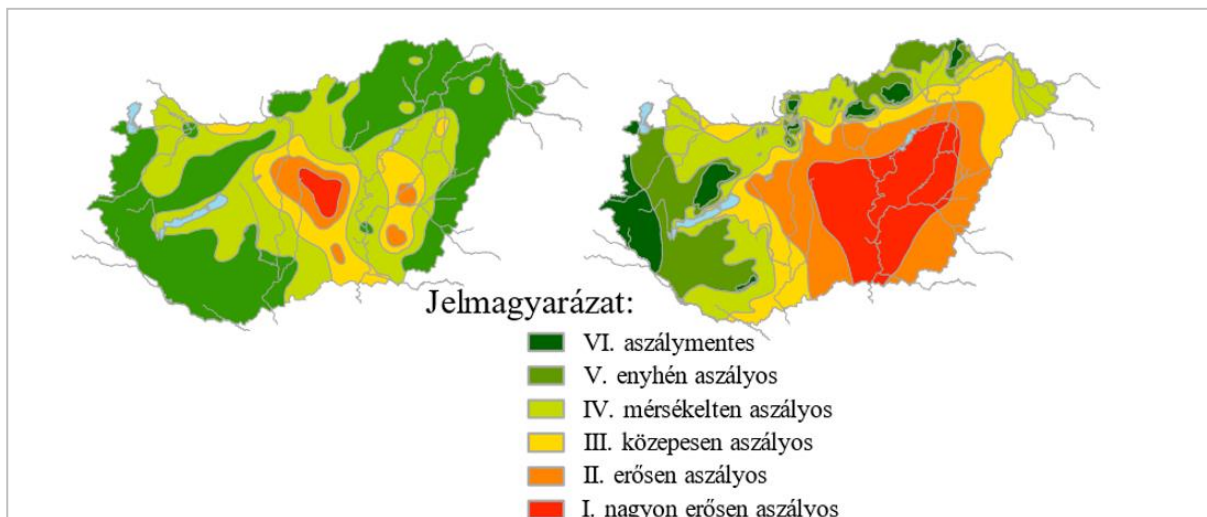 Jelmagyarázat:
VI. aszálymentes
V. enyhén aszályos
IV. mérsékelten aszályos
III. közepesen aszályos
II. erősen aszályos
I. nagyon erősen aszályos